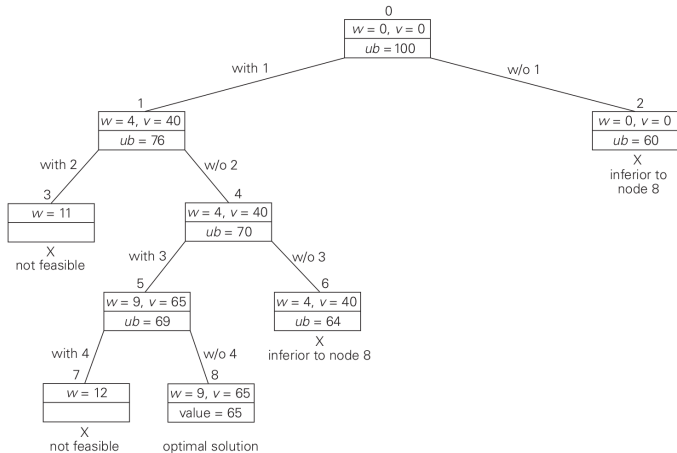 0
w = 0, v = 0
ub = 100
with 1
w/o 1
1
w = 4, v = 40
ub = 76
2
w = 0, v = 0
ub = 60
X
inferior to
node 8
with 2
w/o 2
3
w = 11
X
not feasible
4
w = 4, v = 40
ub = 70
with 3
w/o 3
5
w = 9, v = 65
ub = 69
6
w = 4, v = 40
ub = 64
X
inferior to node 8
with 4
w/o 4
7
w = 12
X
not feasible
8
w = 9, v = 65
value = 65
optimal solution